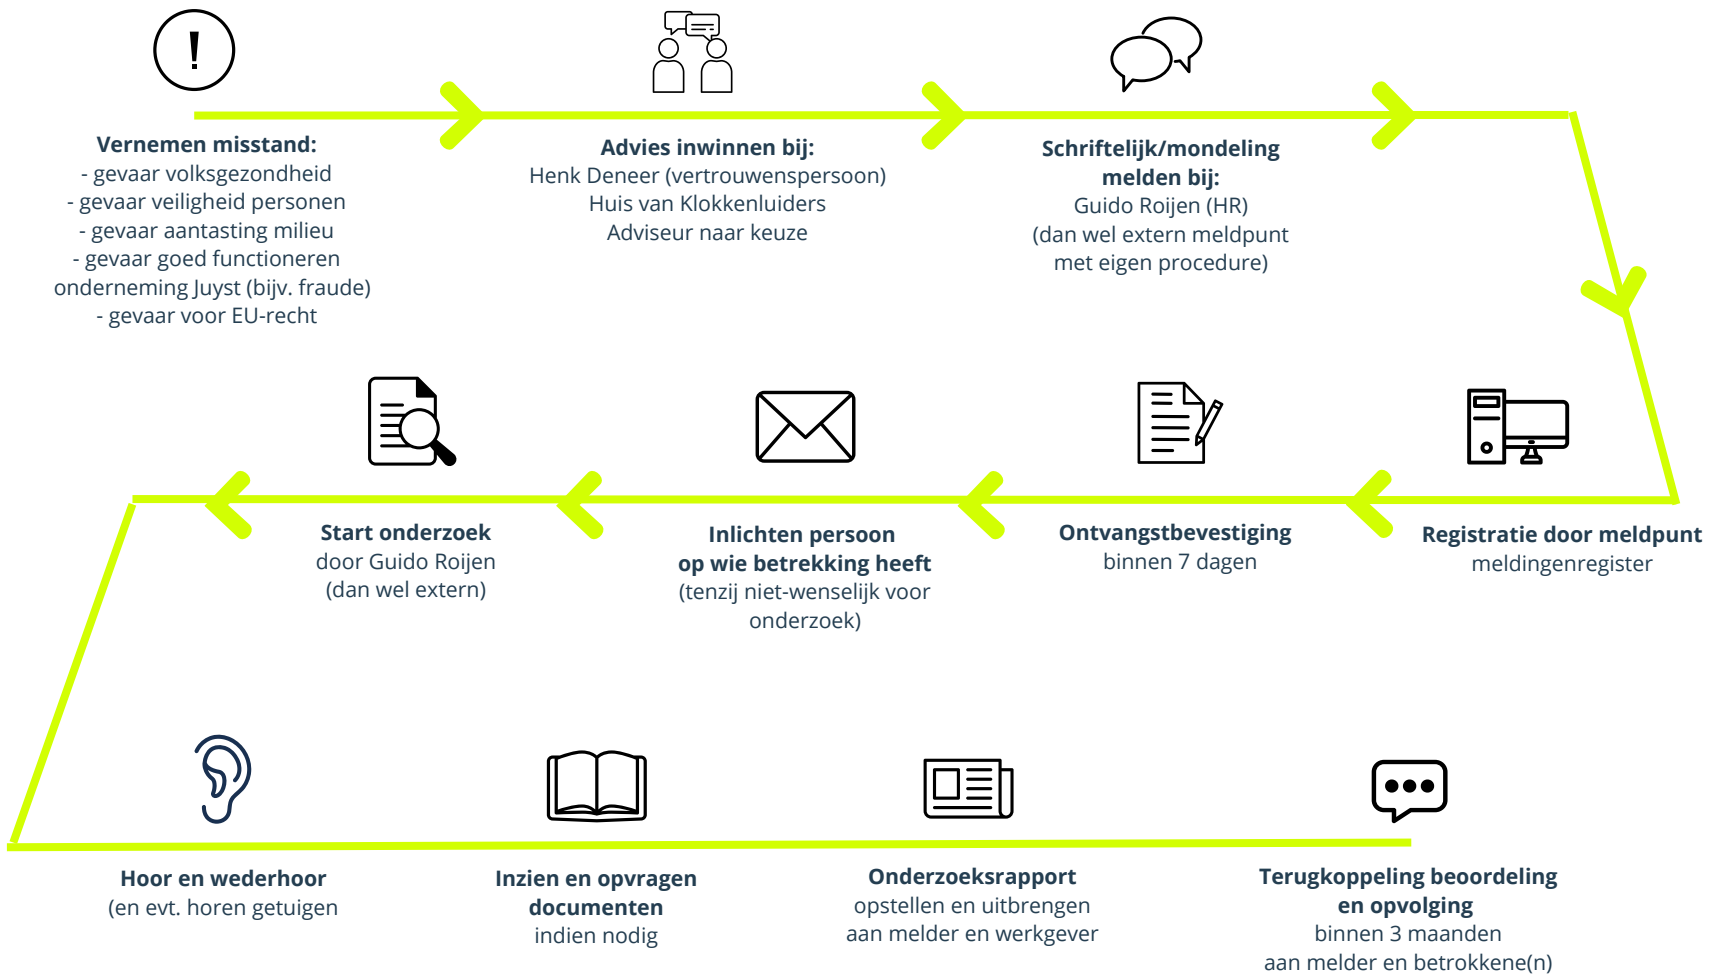 !
Vernemen misstand:
- gevaar volksgezondheid
- gevaar veiligheid personen
- gevaar aantasting milieu
- gevaar goed functioneren
onderneming Juyst (bijv. fraude)
- gevaar voor EU-recht
Advies inwinnen bij:
Henk Deneer (vertrouwenspersoon)
Huis van Klokkenluiders
Adviseur naar keuze
Schriftelijk/mondeling
melden bij:
Guido Roijen (HR)
(dan wel extern meldpunt
met eigen procedure)
Registratie door meldpunt
meldingenregister
Ontvangstbevestiging
binnen 7 dagen
Inlichten persoon
op wie betrekking heeft
(tenzij niet-wenselijk voor
onderzoek)
Start onderzoek
door Guido Roijen
(dan wel extern)
Hoor en wederhoor
(en evt. horen getuigen
Inzien en opvragen
documenten
indien nodig
Onderzoeksrapport
opstellen en uitbrengen
aan melder en werkgever
Terugkoppeling beoordeling
en opvolging
binnen 3 maanden
aan melder en betrokkene(n)